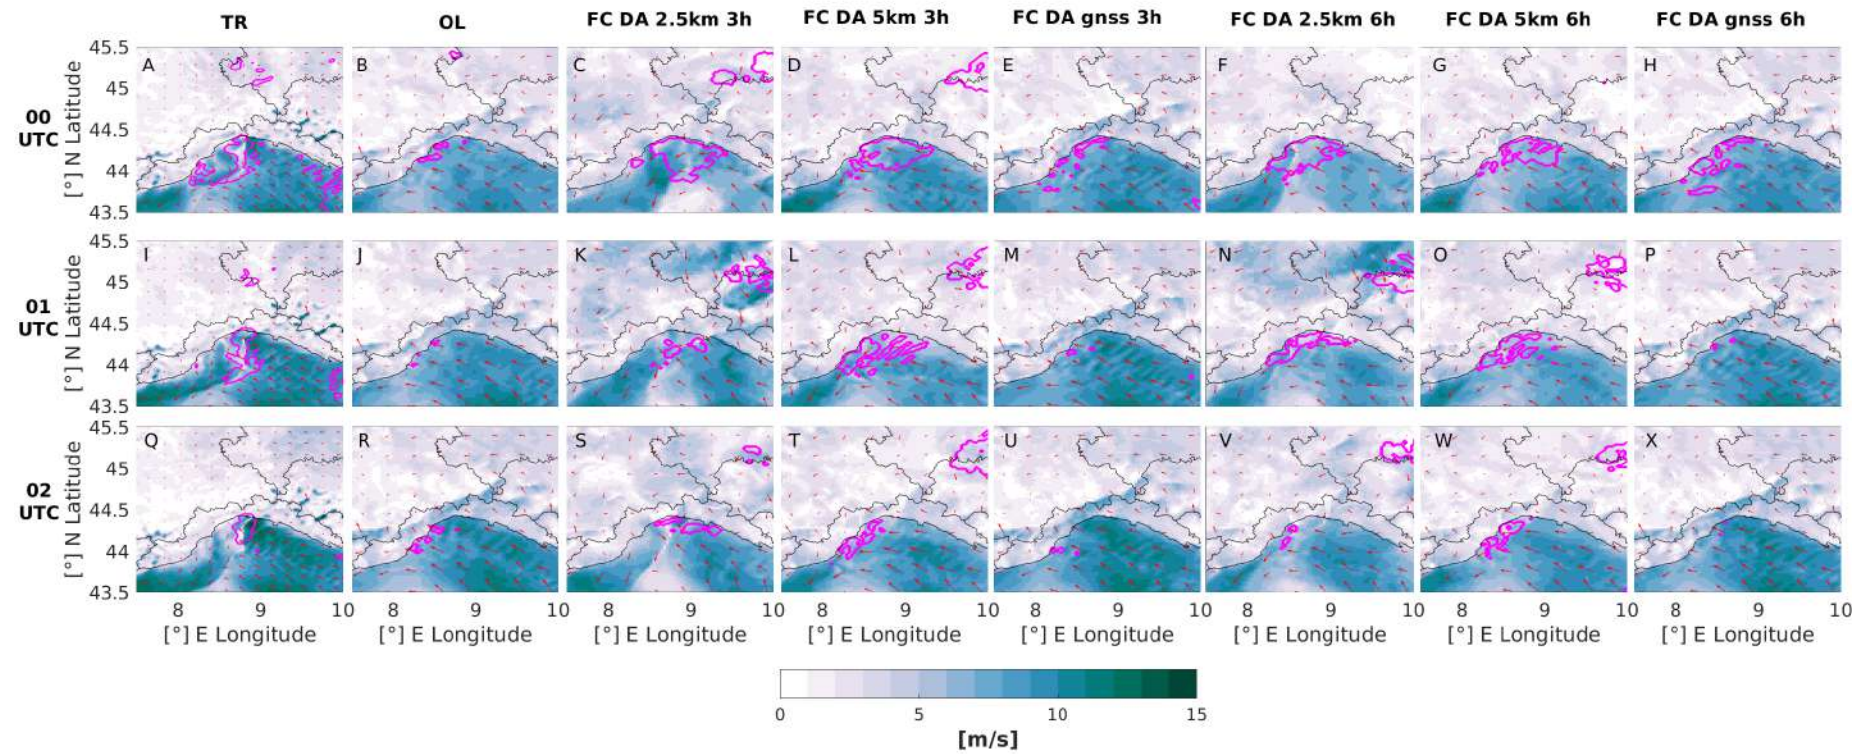 TR OL FC DA 2.5km 3h FC DA 5km 3h FC DA gnss 3h FC DA 2.5km 6h FC DA 5km 6h FC DA gnss 6h
00 UTC
[°] N Latitude
45.5
45
44.5
44
43.5
A B C D E F G H
01 UTC
[°] N Latitude
45.5
45
44.5
44
43.5
I J K L M N O P
02 UTC
[°] N Latitude
45.5
45
44.5
44
43.5
Q R S T U V W X
8 9 10 9 10 8 9 10 8 9 10 8 9 10 8 9 10 8 9 10 8 9 10
[°] E Longitude [°] E Longitude [°] E Longitude [°] E Longitude [°] E Longitude [°] E Longitude [°] E Longitude [°] E Longitude
0 5 10 15
[m/s]